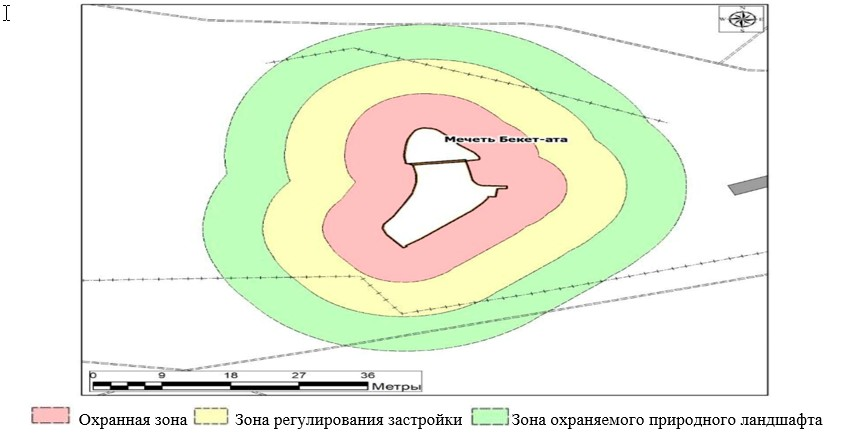 N
W E
S
Мечеть Бекет-ата
0 9 18 27 36
Метры
Охранная зона Зона регулирования застройки Зона охраняемого природного ландшафта